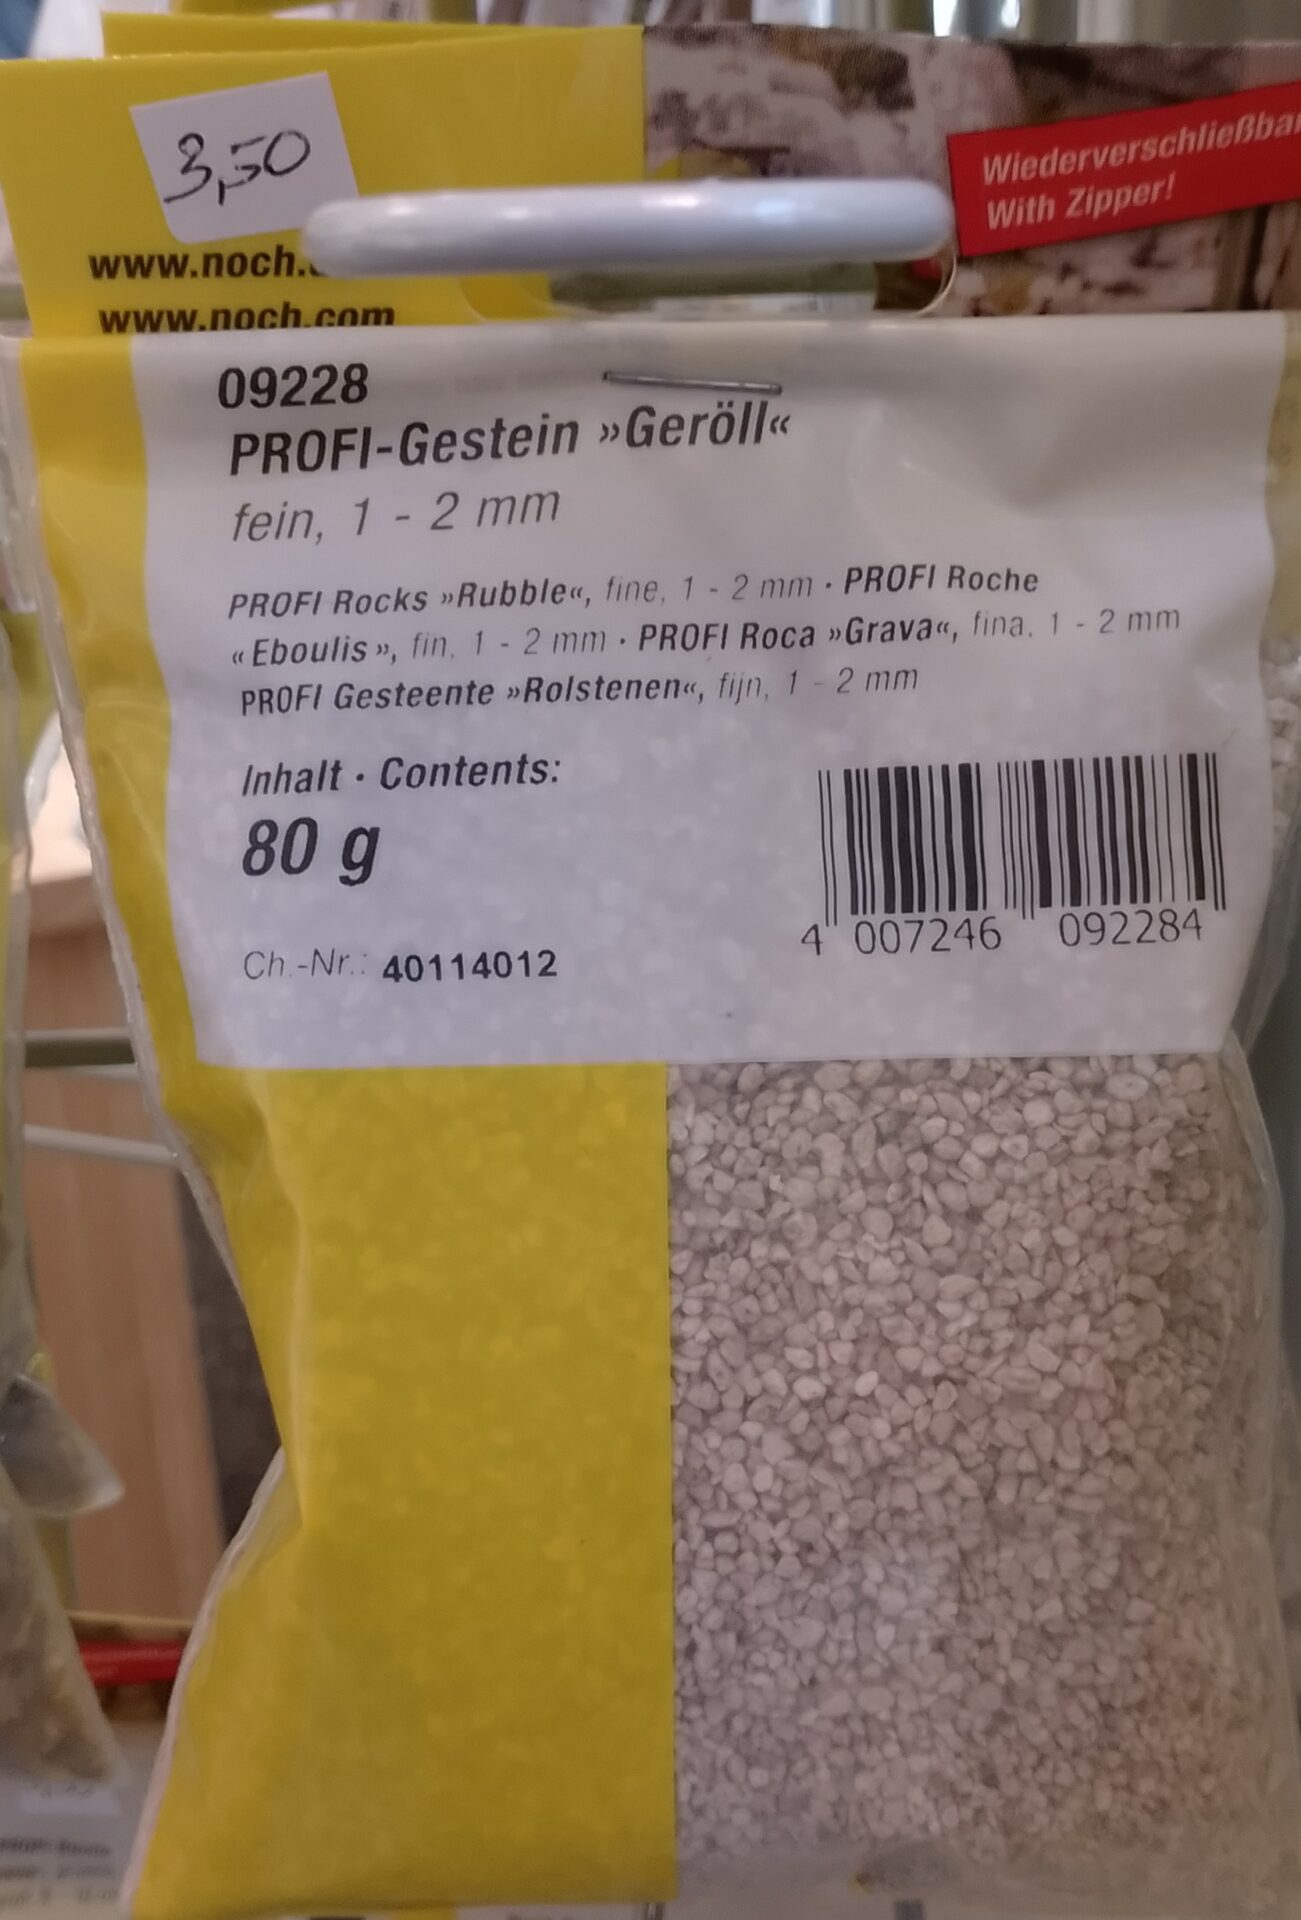 3,50
Wiederverschließbar
With Zipper!
www.noch.
www.noch.com
09228
PROFI-Gestein »Geröll«
fein, 1 - 2 mm
PROFI Rocks »Rubble«, fine, 1 - 2 mm · PROFI Roche
« Eboulis », fin, 1 - 2 mm · PROFI Roca »Grava«, fina, 1 - 2 mm
PROFI Gesteente »Rolstenen«, fijn, 1 - 2 mm
Inhalt · Contents:
80 g
4 007246 092284
Ch.-Nr.: 40114012